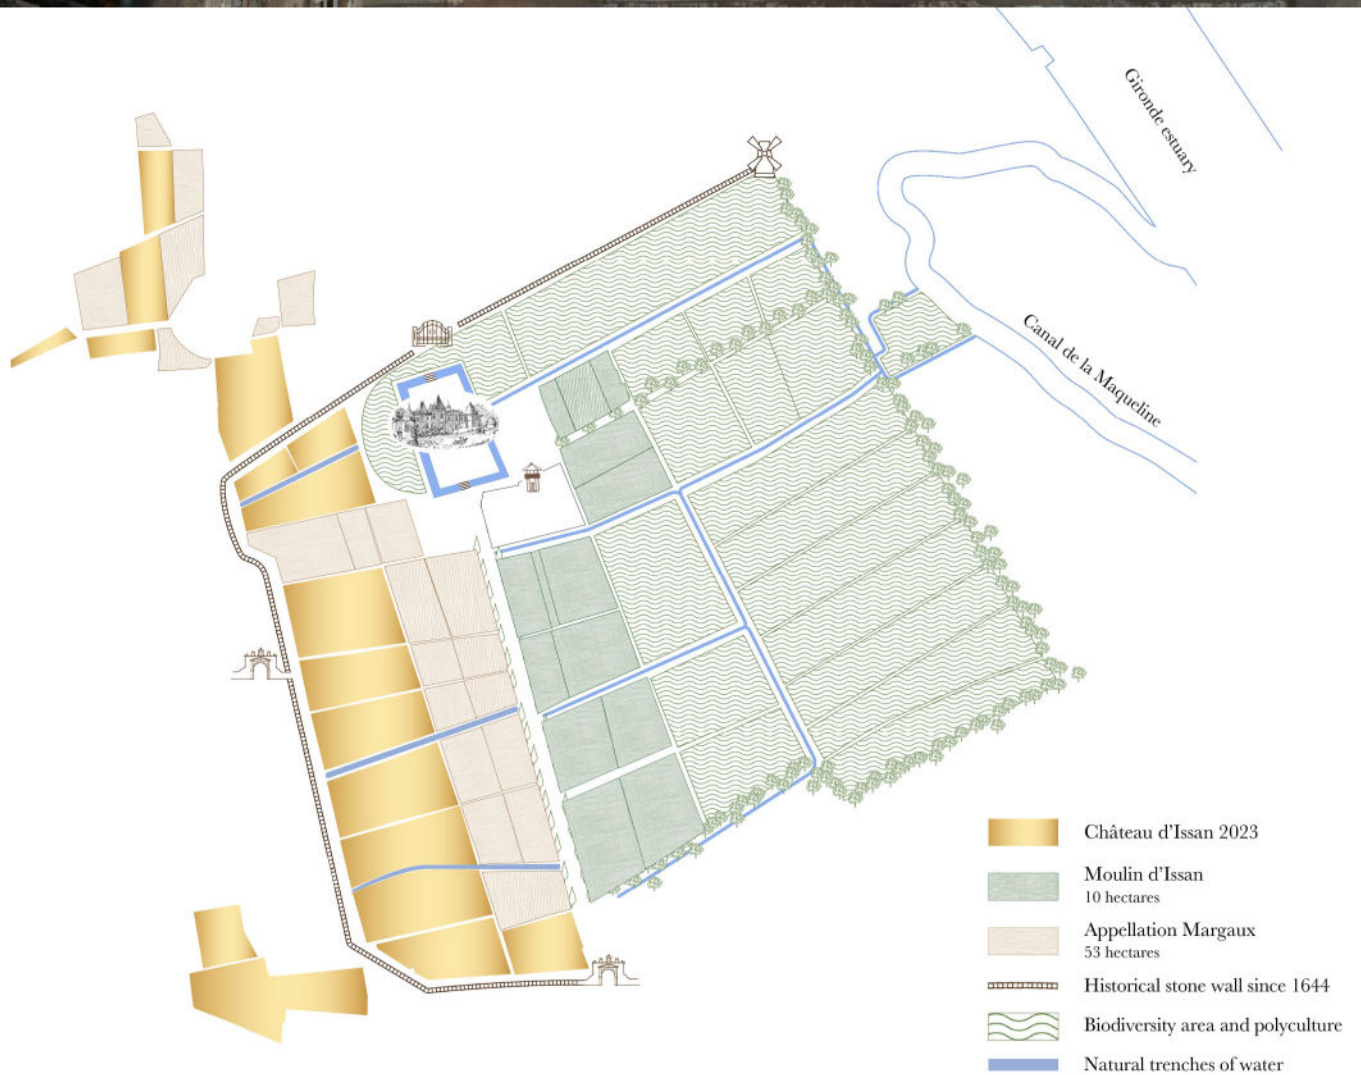 Gironde estuary
Canal de la Maqueline
Château d'Issan 2023
Moulin d'Issan
10 hectares
Appellation Margaux
53 hectares
Historical stone wall since 1644
Biodiversity area and polyculture
Natural trenches of water